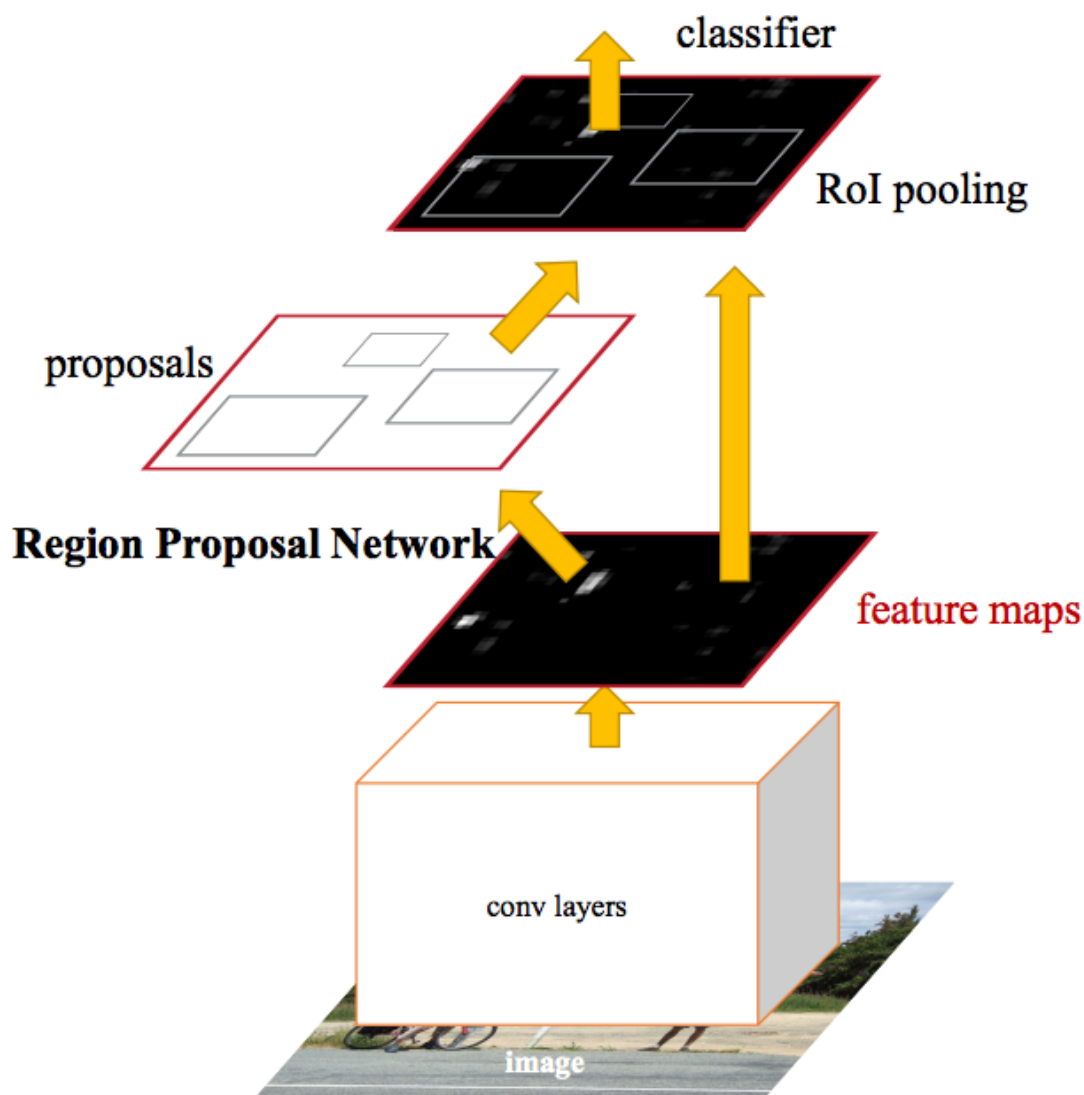 classifier
RoI pooling
proposals
Region Proposal Network
feature maps
conv layers
image